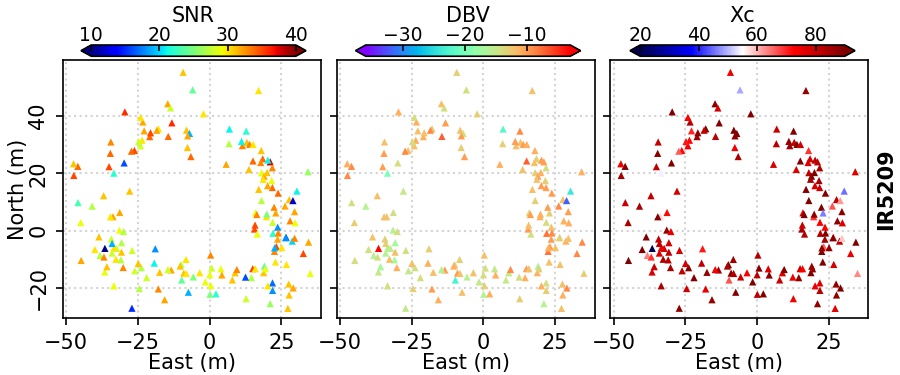 SNR DBV Xc
10 20 30 40 −30 −20 −10 20 40 60 80
40
20
0
−20
North (m)
IR5209
−50 −25 0 25 −50 −25 0 25 −50 −25 0 25
East (m) East (m) East (m)